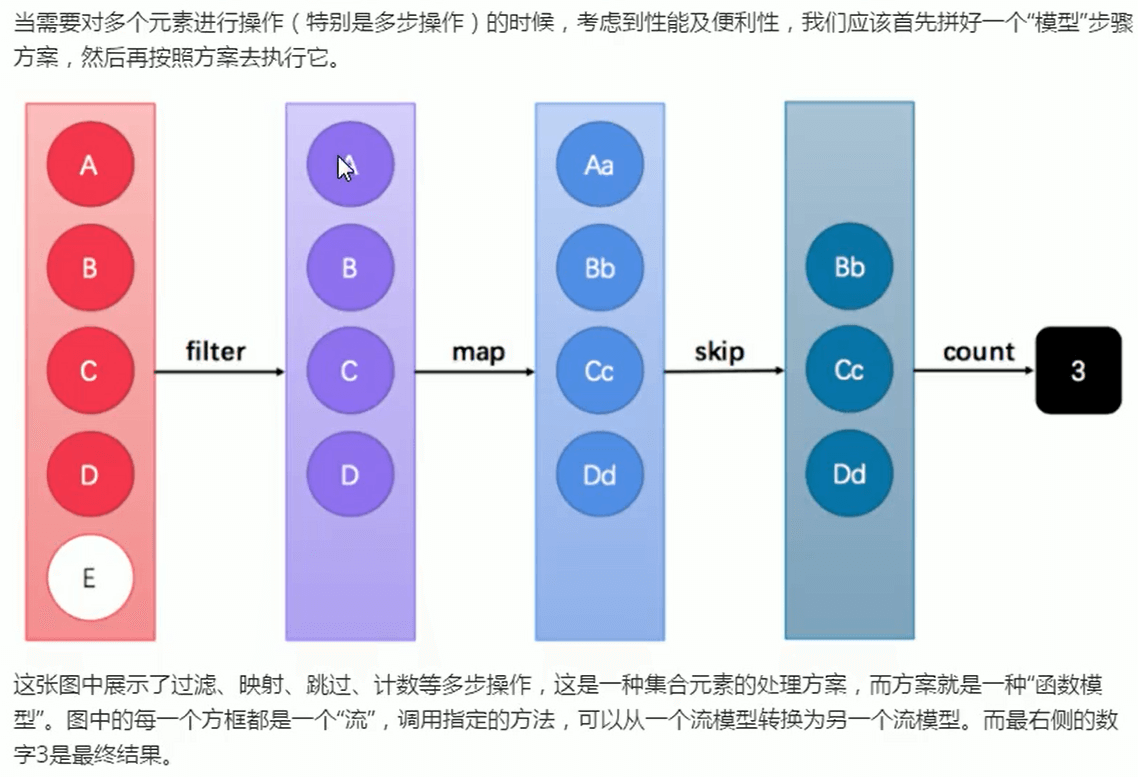 当需要对多个元素进行操作（特别是多步操作）的时候，考虑到性能及便利性，我们应该首先拼好一个“模型”步骤
方案，然后再按照方案去执行它。
A
B
C
D
E
filter
A
B
C
D
map
Aa
Bb
Cc
Dd
skip
Bb
Cc
Dd
count
3
这张图中展示了过滤、映射、跳过、计数等多步操作，这是一种集合元素的处理方案，而方案就是一种“函数模
型”。图中的每一个方框都是一个“流”，调用指定的方法，可以从一个流模型转换为另一个流模型。而最右侧的数
字3是最终结果。